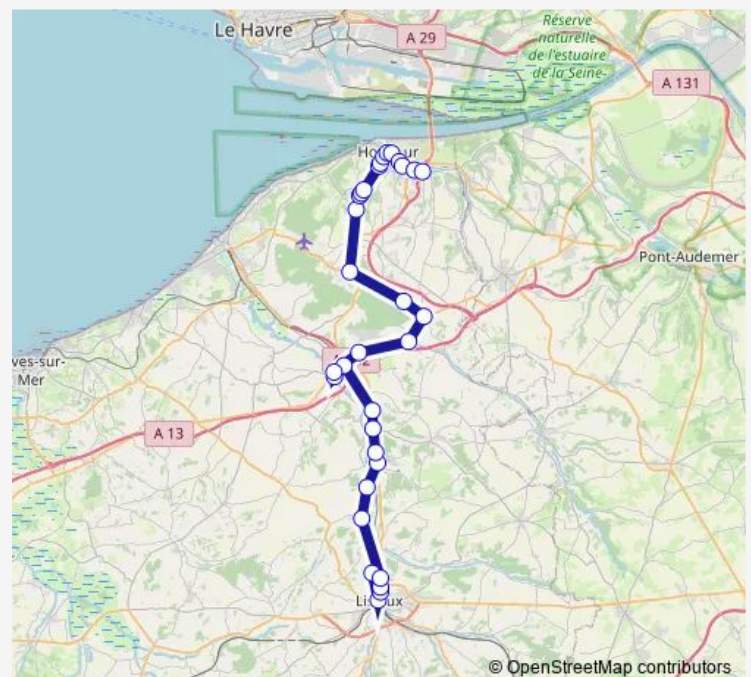 Le Havre
A 29
Réserve
naturelle
de l'estuaire
de la Seine-
A 131
Pont-Audemer
ves-sur-
Mer
A 13
© OpenStreetMap contributors